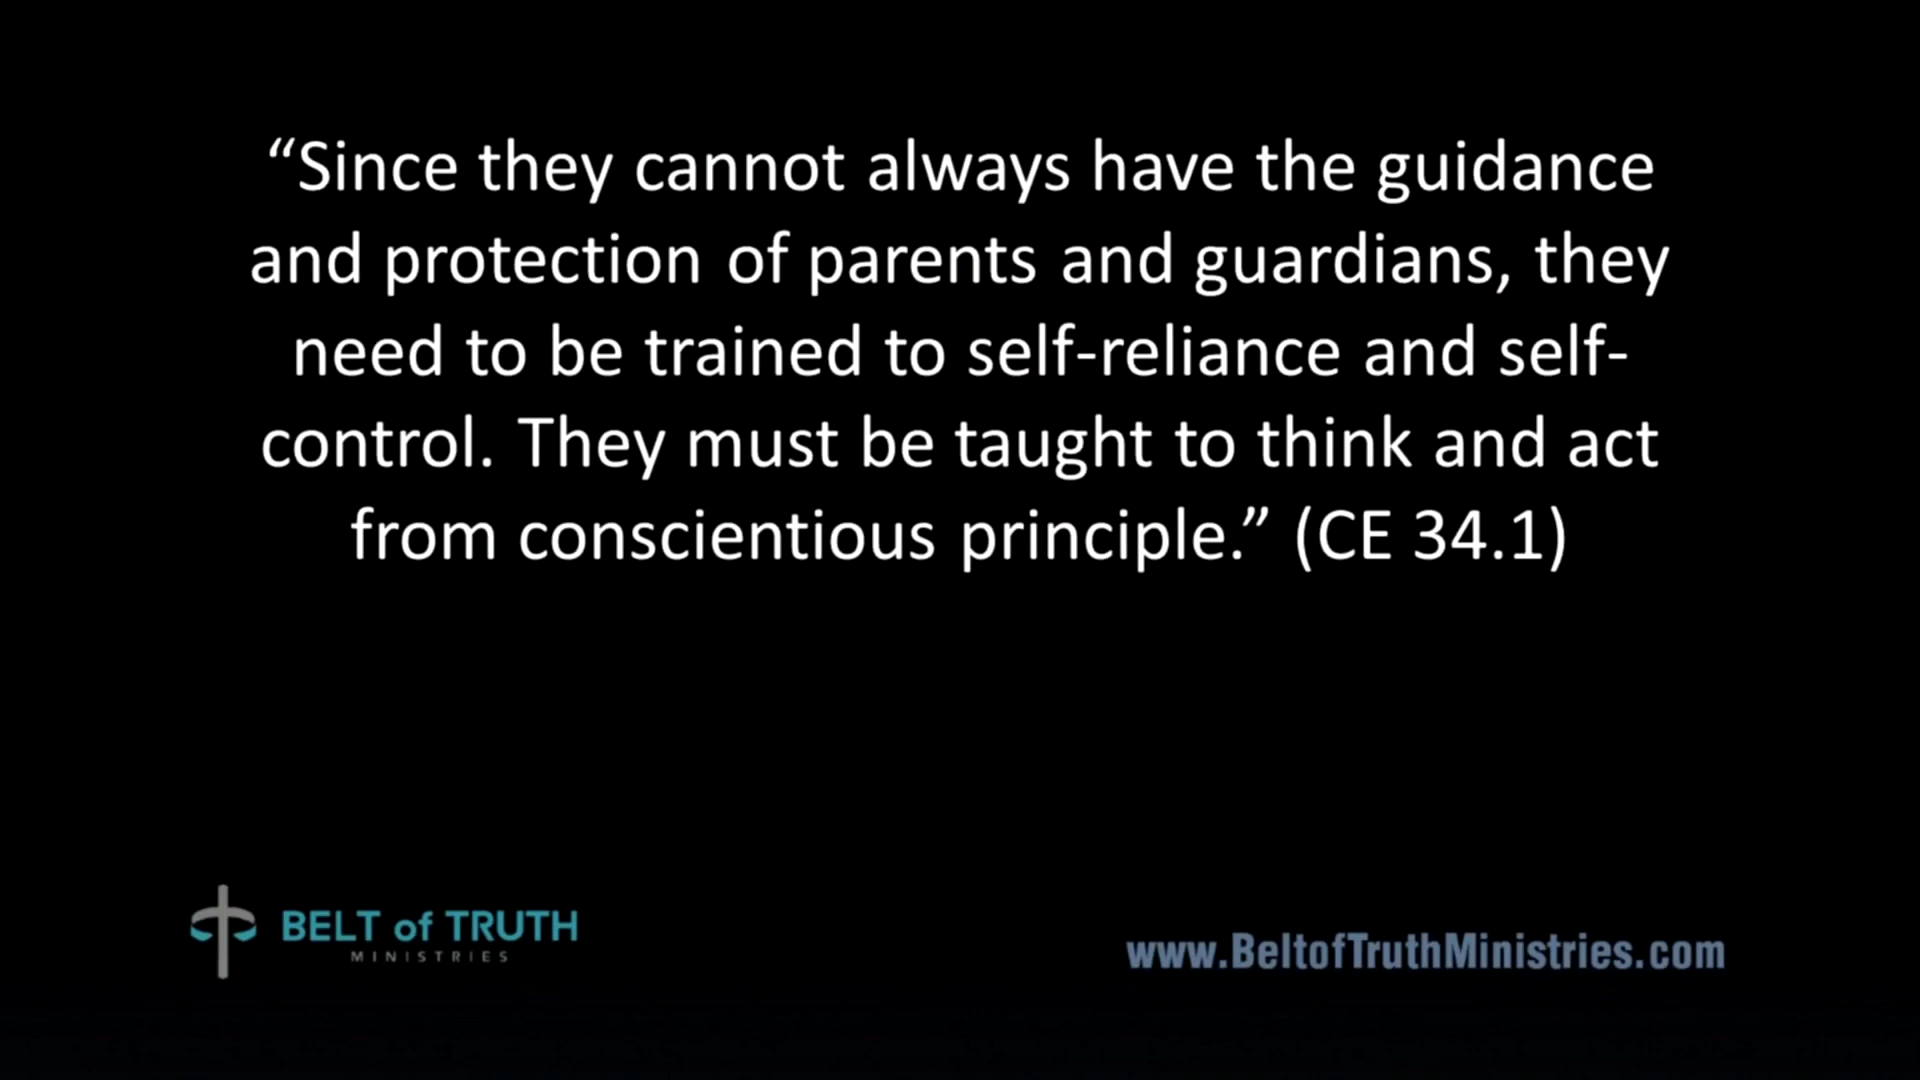 “Since they cannot always have the guidance
and protection of parents and guardians, they
need to be trained to self-reliance and self-
control. They must be taught to think and act
from conscientious principle.” (CE 34.1)
BELT of TRUTH
MINISTRIES
www.BeltofTruthMinistries.com